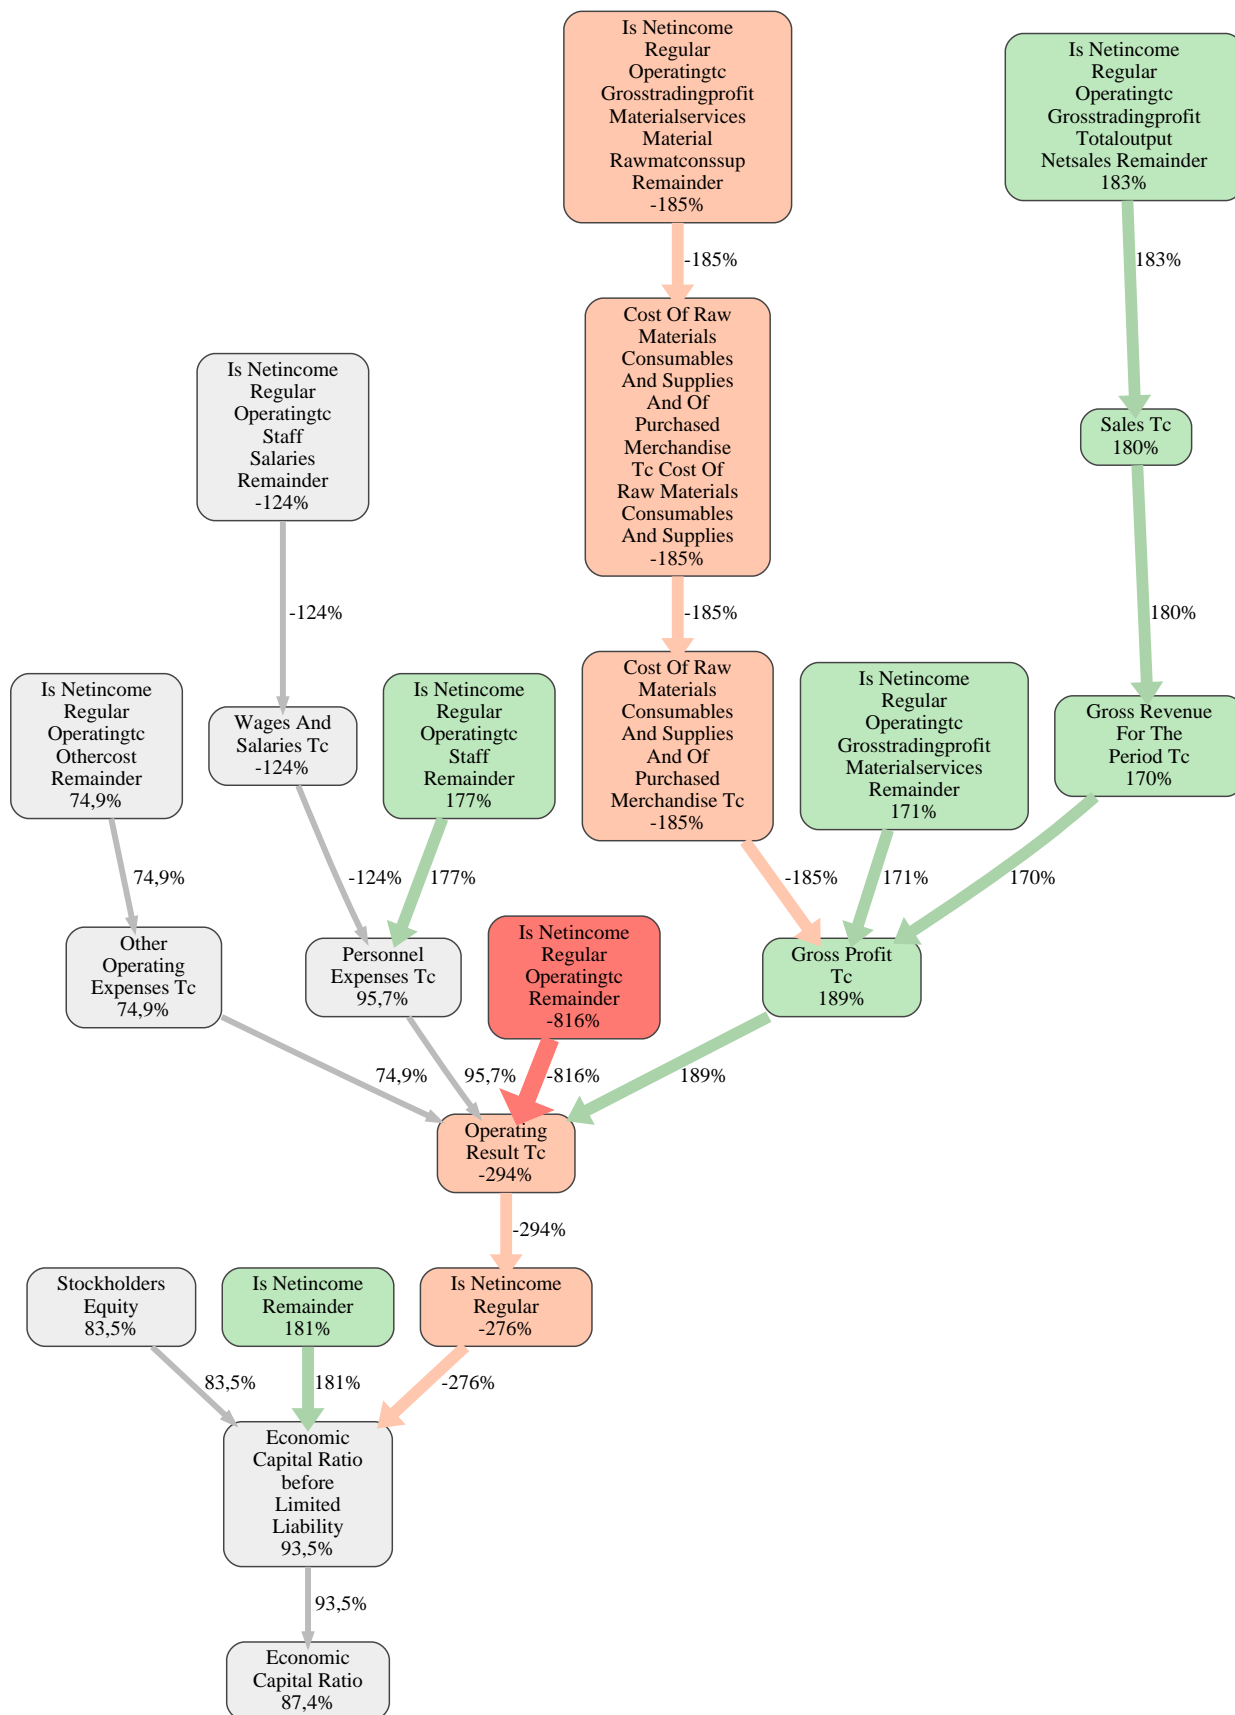 Is Netincome
Regular
Operatingtc
Grosstradingprofit
Materialservices
Material
Rawmatconssup
Remainder
-185%
Is Netincome
Regular
Operatingtc
Grosstradingprofit
Totaloutput
Netsales Remainder
183%
-185%
183%
Cost Of Raw
Materials
Consumables
And Supplies
And Of
Purchased
Merchandise
Tc Cost Of
Raw Materials
Consumables
And Supplies
-185%
Is Netincome
Regular
Operatingtc
Staff
Salaries
Remainder
-124%
Sales Tc
180%
-124%
-185%
180%
Is Netincome
Regular
Operatingtc
Othercost
Remainder
74,9%
Wages And
Salaries Tc
-124%
Is Netincome
Regular
Operatingtc
Staff
Remainder
177%
Cost Of Raw
Materials
Consumables
And Supplies
And Of
Purchased
Merchandise Tc
-185%
Is Netincome
Regular
Operatingtc
Grosstradingprofit
Materialservices
Remainder
171%
Gross Revenue
For The
Period Tc
170%
74,9%
-124%
177%
-185%
171%
170%
Other
Operating
Expenses Tc
74,9%
Personnel
Expenses Tc
95,7%
Is Netincome
Regular
Operatingtc
Remainder
-816%
Gross Profit
Tc
189%
74,9%
95,7%
-816%
189%
Operating
Result Tc
-294%
-294%
Stockholders
Equity
83,5%
Is Netincome
Remainder
181%
Is Netincome
Regular
-276%
83,5%
181%
-276%
Economic
Capital Ratio
before
Limited
Liability
93,5%
93,5%
Economic
Capital Ratio
87,4%